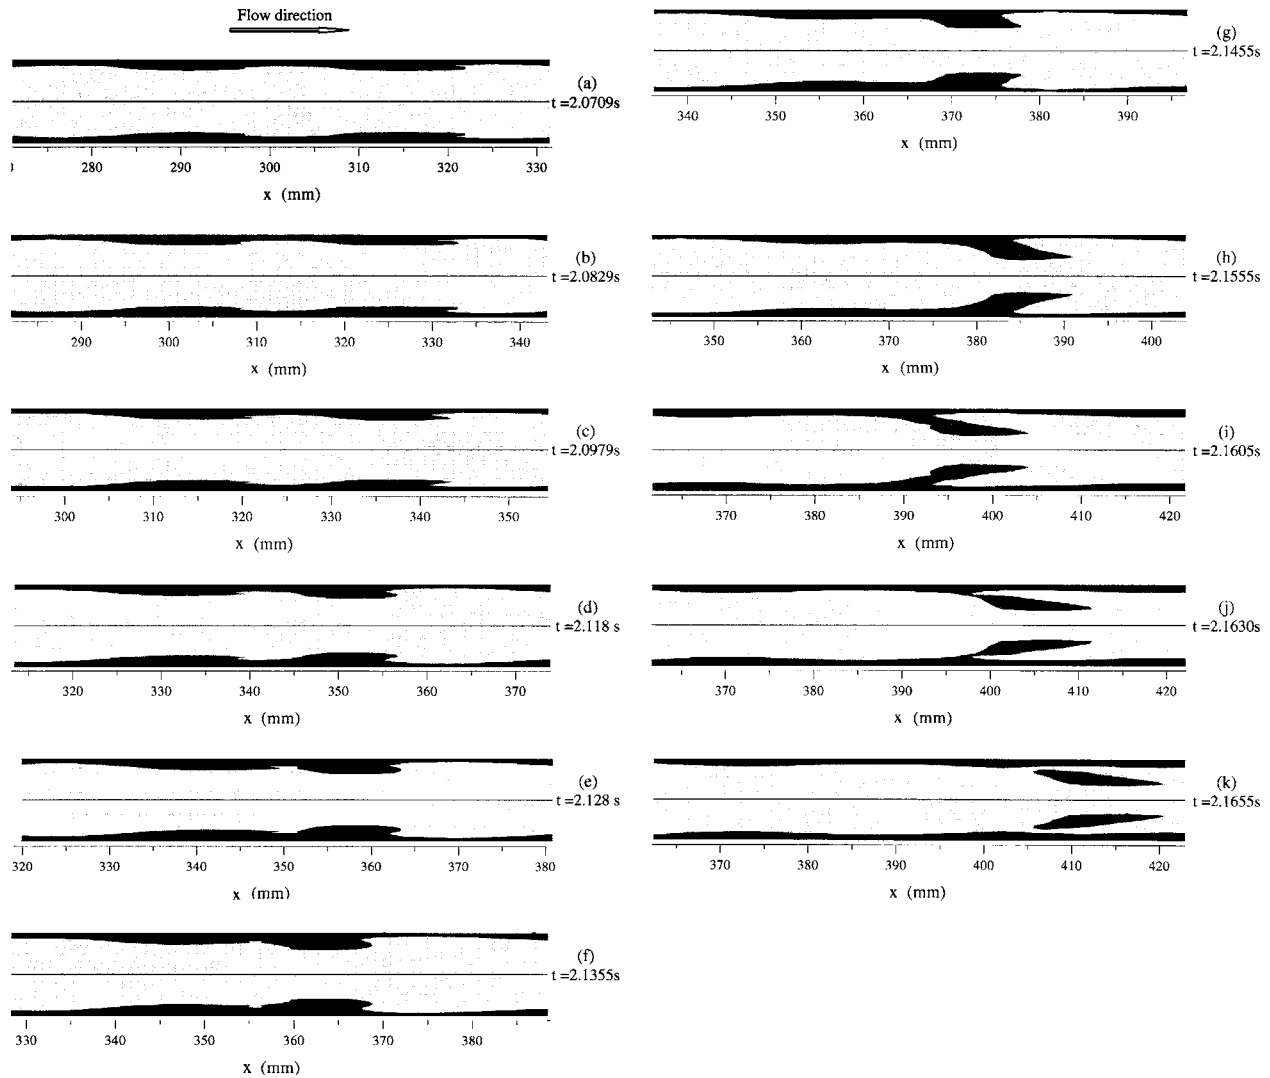 Flow direction
(a)
t =2.0709s
280 290 300 310 320 330
x (mm)
(b)
t =2.0829s
290 300 310 320 330 340
x (mm)
(c)
t =2.0979s
300 310 320 330 340 350
x (mm)
(d)
t =2.118 s
320 330 340 350 360 370
x (mm)
(e)
t =2.128 s
320 330 340 350 360 370 380
x (mm)
(f)
t =2.1355s
330 340 350 360 370 380
x (mm)
(g)
t =2.1455s
340 350 360 370 380 390
x (mm)
(h)
t =2.1555s
350 360 370 380 390 400
x (mm)
(i)
t =2.1605s
370 380 390 400 410 420
x (mm)
(j)
t =2.1630s
370 380 390 400 410 420
x (mm)
(k)
t =2.1655s
370 380 390 400 410 420
x (mm)